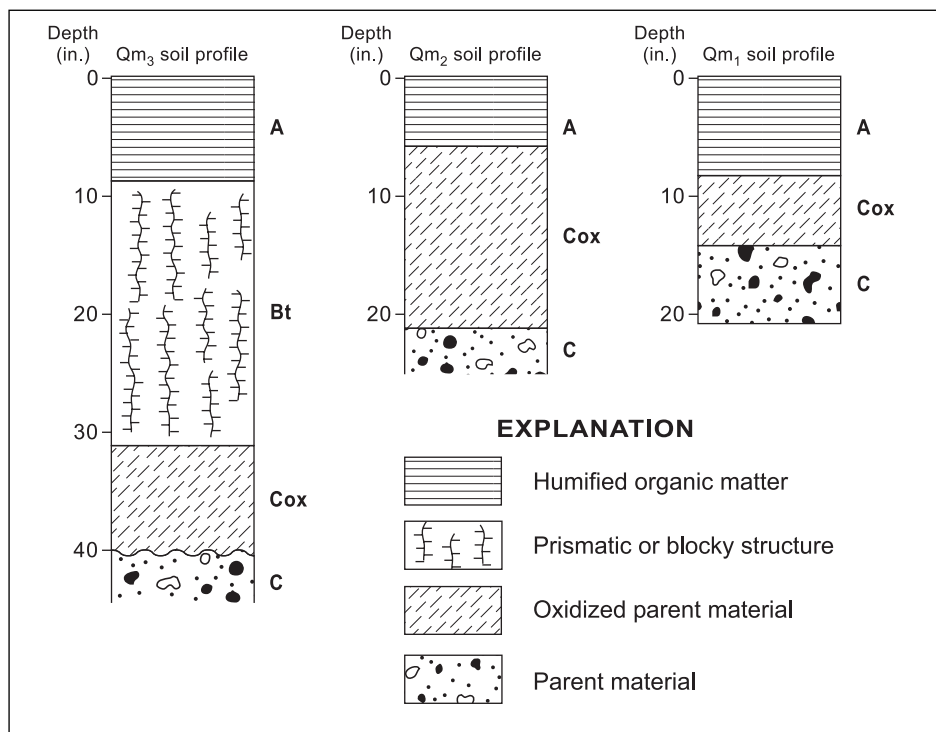 Depth
(in.)
Qm₃ soil profile
0
10
20
30
40
A
Bt
Cox
C
Depth
(in.)
Qm₂ soil profile
0
10
20
A
Cox
C
Depth
(in.)
Qm₁ soil profile
0
10
20
A
Cox
C
EXPLANATION
Humified organic matter
Prismatic or blocky structure
Oxidized parent material
Parent material